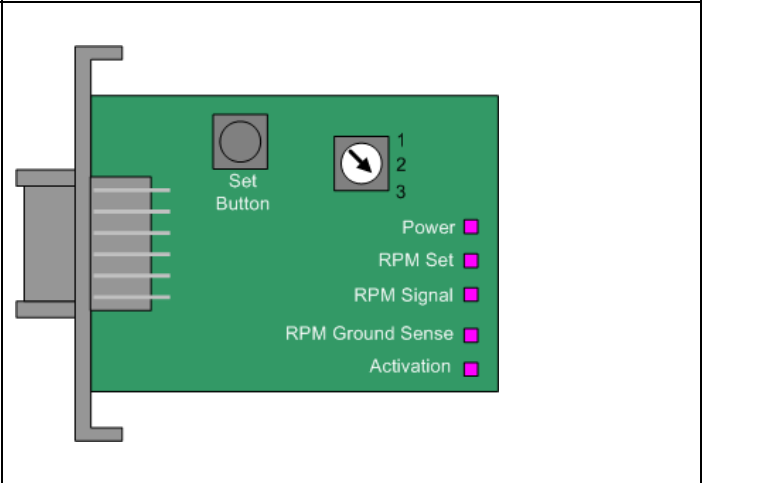 Set
Button
1
2
3
Power
RPM Set
RPM Signal
RPM Ground Sense
Activation